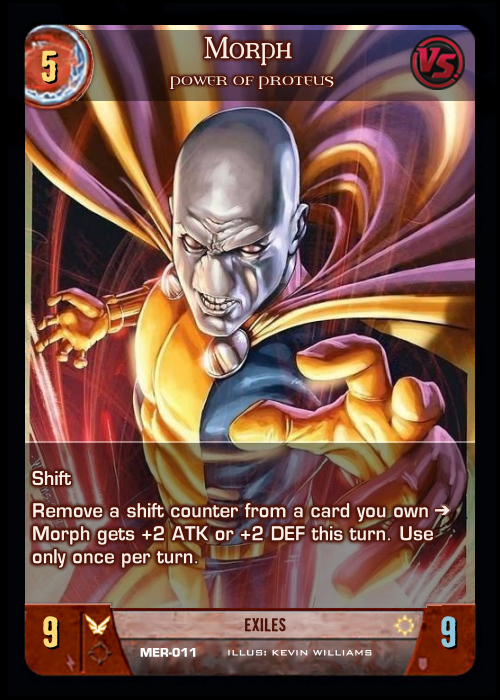 5
Morph
VS
Power of Proteus
Shift
Remove a shift counter from a card you own ➔
Morph gets +2 ATK or +2 DEF this turn. Use
only once per turn.
9
EXILES
9
MER-011 ILLUS: KEVIN WILLIAMS